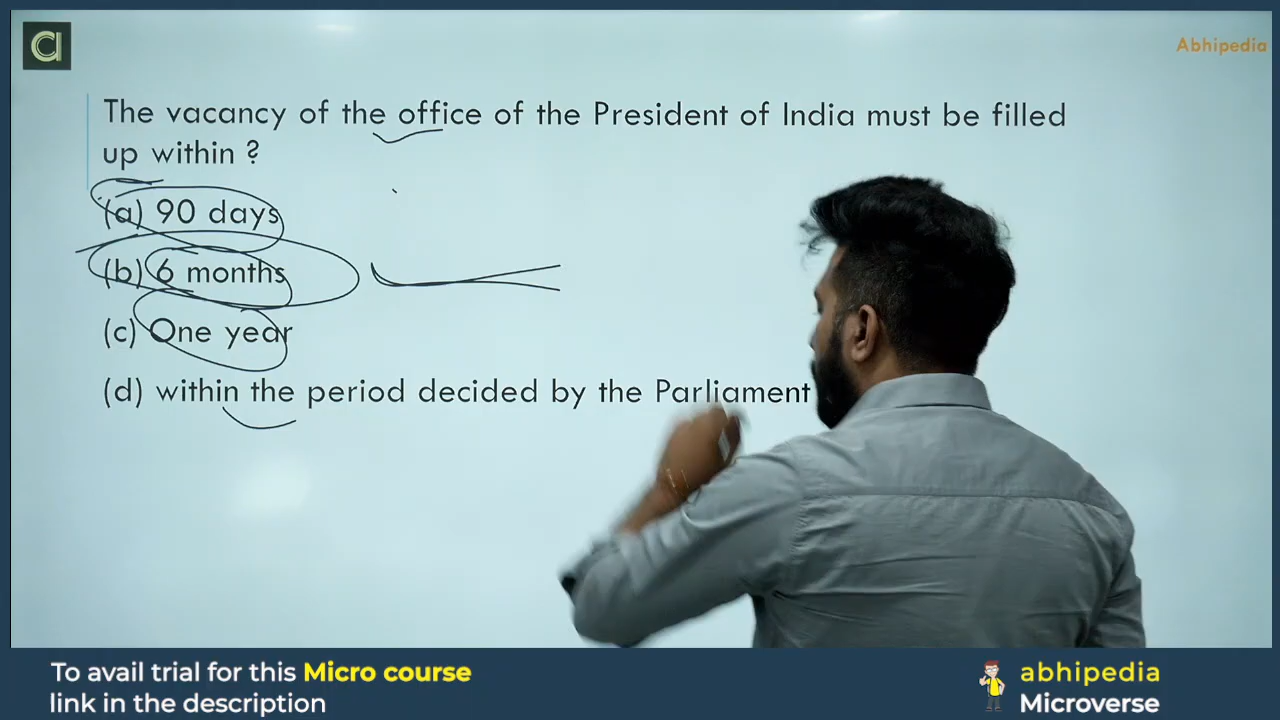 Abhipedia
The vacancy of the office of the President of India must be filled
up within ?
(a) 90 days
(b) 6 months
(c) One year
(d) within the period decided by the Parliament
To avail trial for this Micro course
link in the description
abhipedia
Microverse